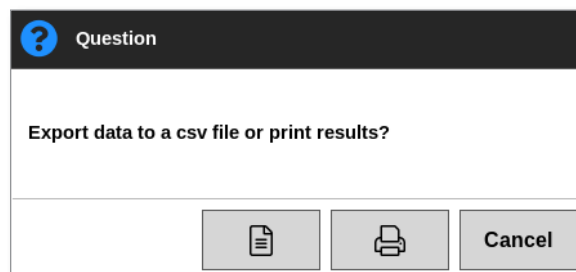 Question
Export data to a csv file or print results?
Cancel